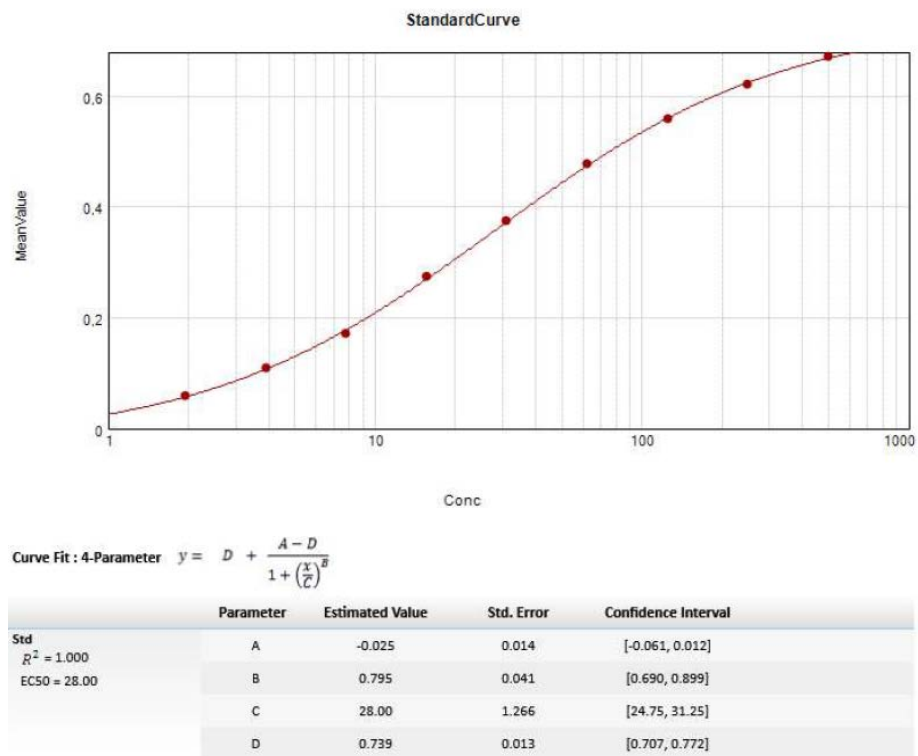 StandardCurve
MeanValue
0.6
0.4
0.2
0
1 10 100 1000
Conc
Curve Fit : 4-Parameter y = D + \frac{A - D}{1 + (\frac{x}{C})^B}
Parameter Estimated Value Std. Error Confidence Interval
Std
R² = 1.000
EC50 = 28.00
A -0.025 0.014 [-0.061, 0.012]
B 0.795 0.041 [0.690, 0.899]
C 28.00 1.266 [24.75, 31.25]
D 0.739 0.013 [0.707, 0.772]